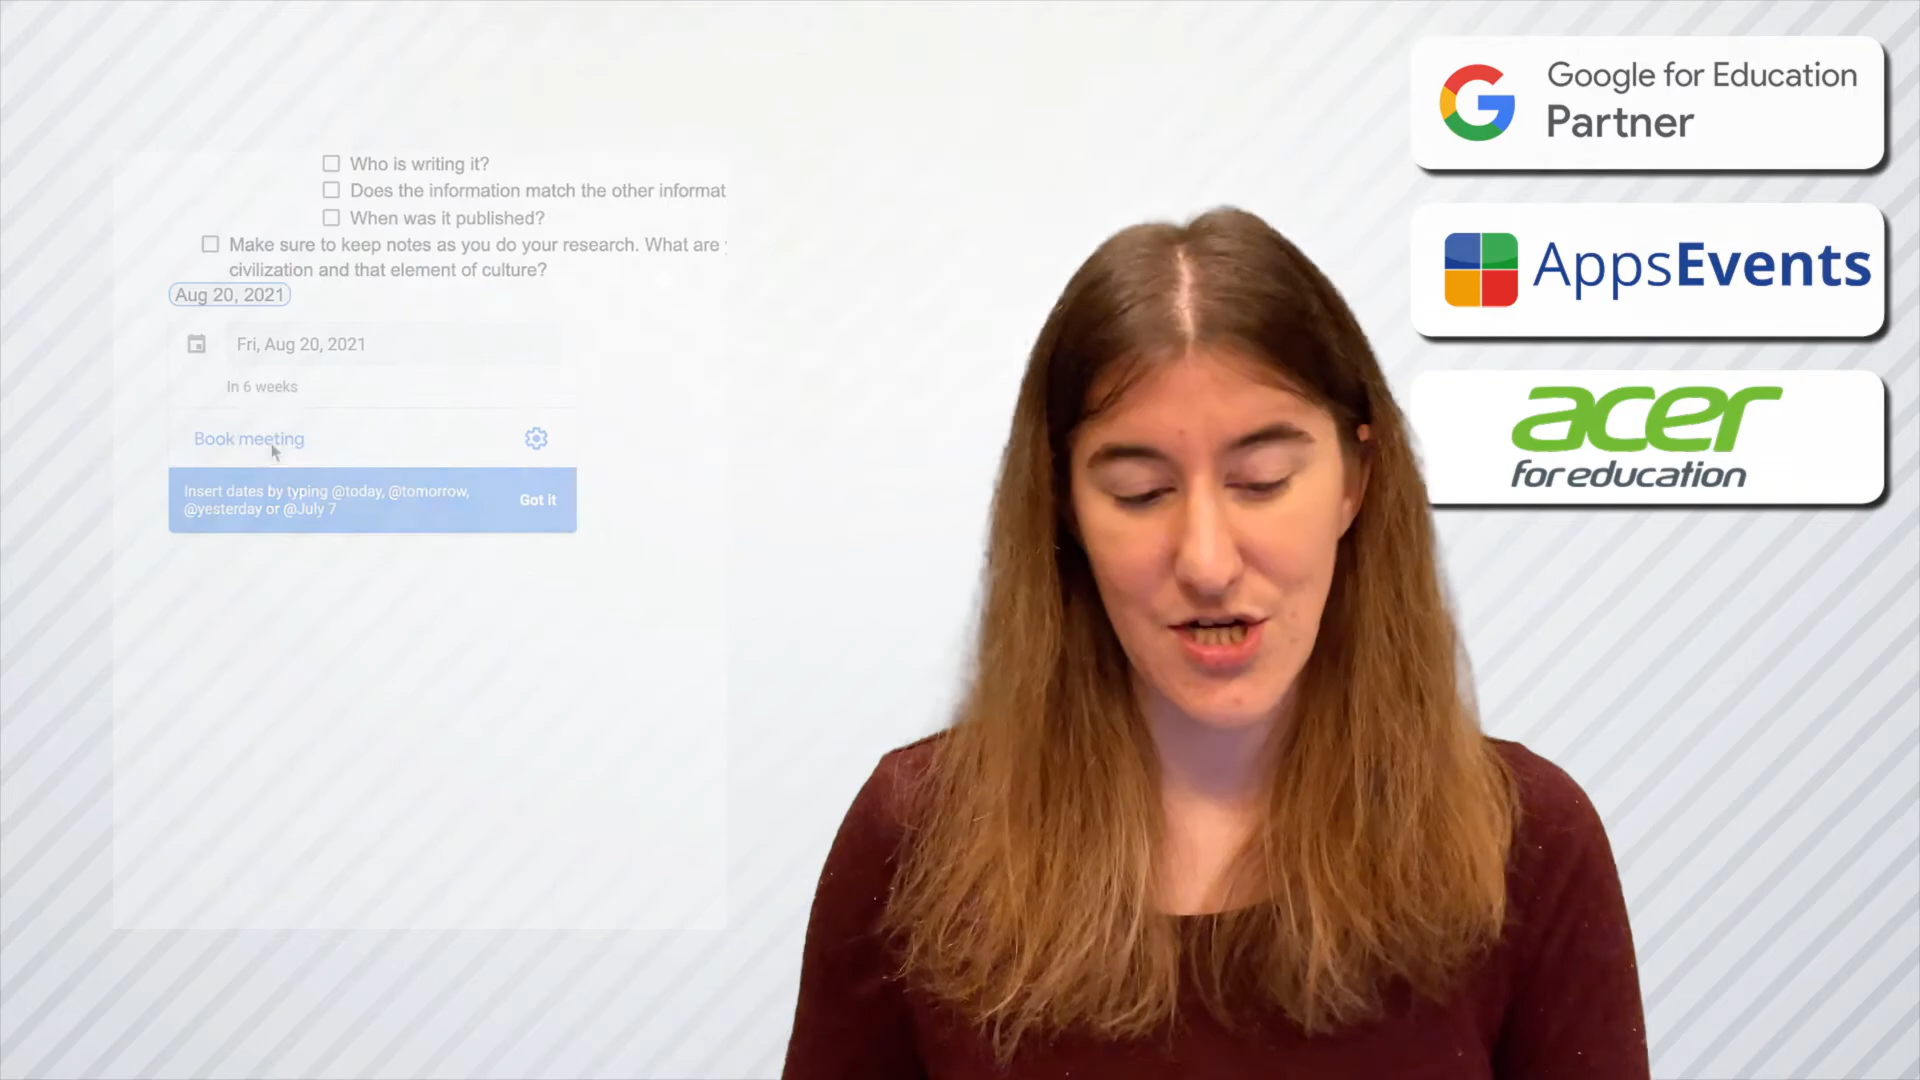 Who is writing it?
Does the information match the other informat
When was it published?
Make sure to keep notes as you do your research. What are
civilization and that element of culture?
Aug 20, 2021
Fri, Aug 20, 2021
In 6 weeks
Book meeting
Insert dates by typing @today, @tomorrow,
@yesterday or @July 7
Got it
Google for Education
Partner
AppsEvents
acer
for education